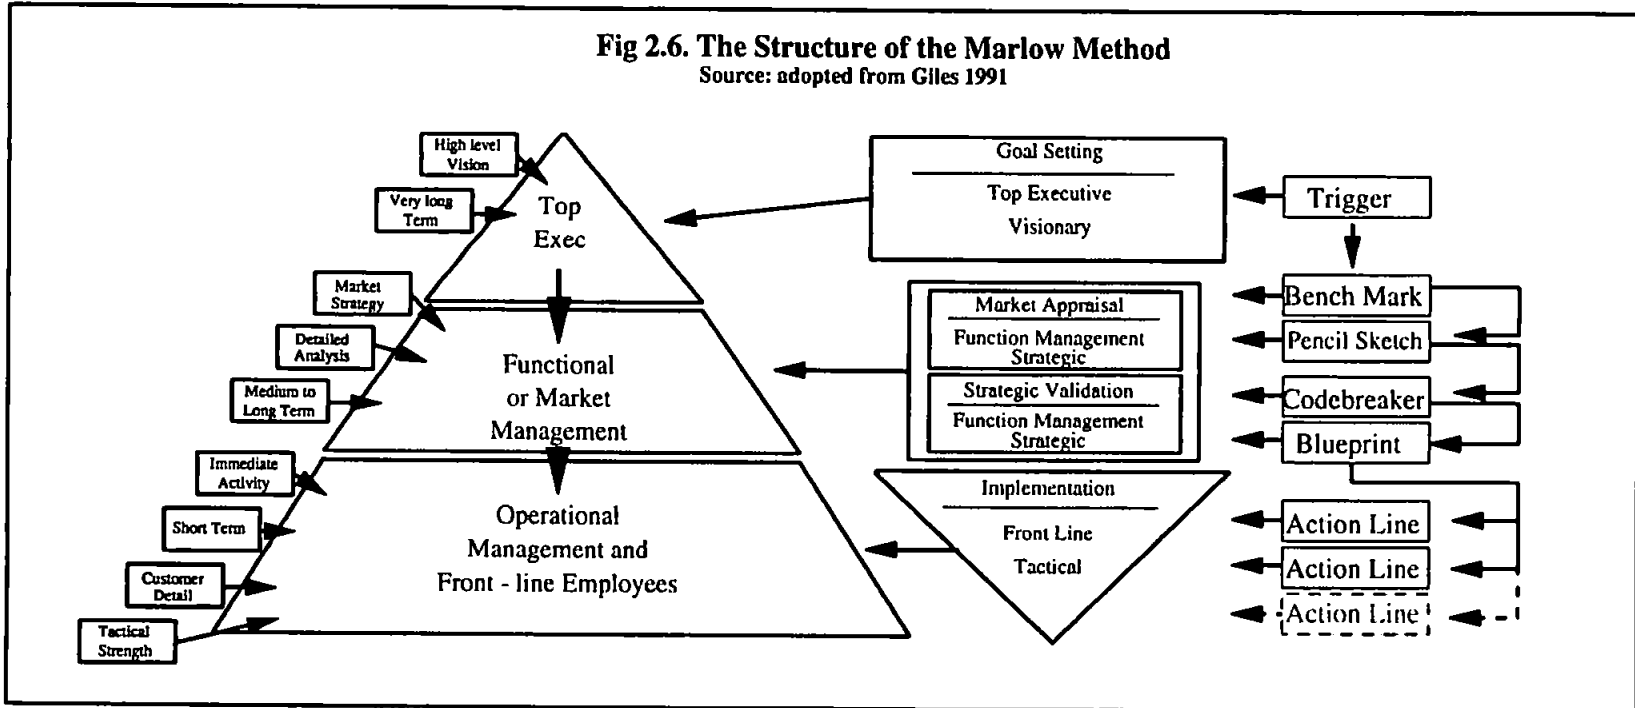 Fig 2.6. The Structure of the Marlow Method
Source: adopted from Giles 1991
High level
Vision
Very long
Term
Top
Exec
Market
Strategy
Detailed
Analysis
Medium to
Long Term
Functional
or Market
Management
Immediate
Activity
Short Term
Customer
Detail
Tactical
Strength
Operational
Management and
Front - line Employees
Goal Setting
Top Executive
Visionary
Market Appraisal
Function Management
Strategic
Strategic Validation
Function Management
Strategic
Implementation
Front Line
Tactical
Trigger
Bench Mark
Pencil Sketch
Codebreaker
Blueprint
Action Line
Action Line
Action Line